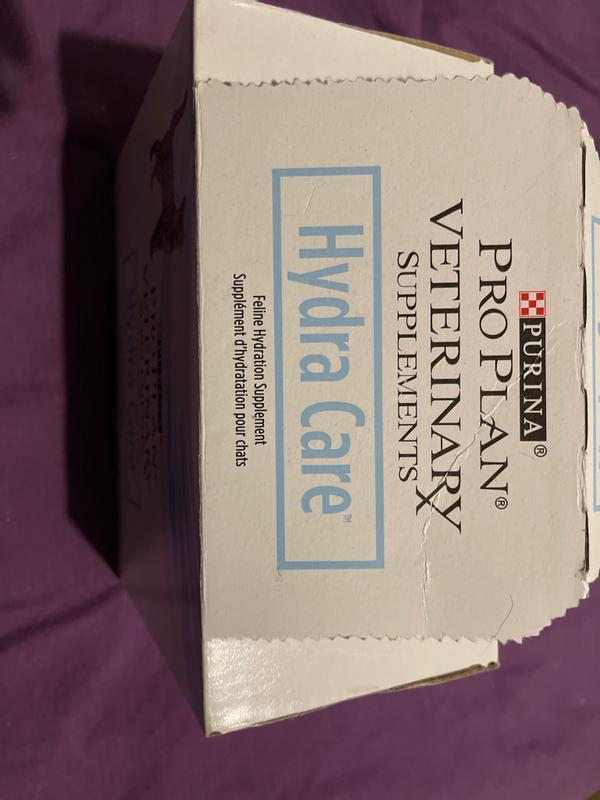 PURINA®
PRO PLAN®
VETERINARY
SUPPLEMENTS
Hydra Care™
Feline Hydration Supplement
Supplément d'hydratation pour chats